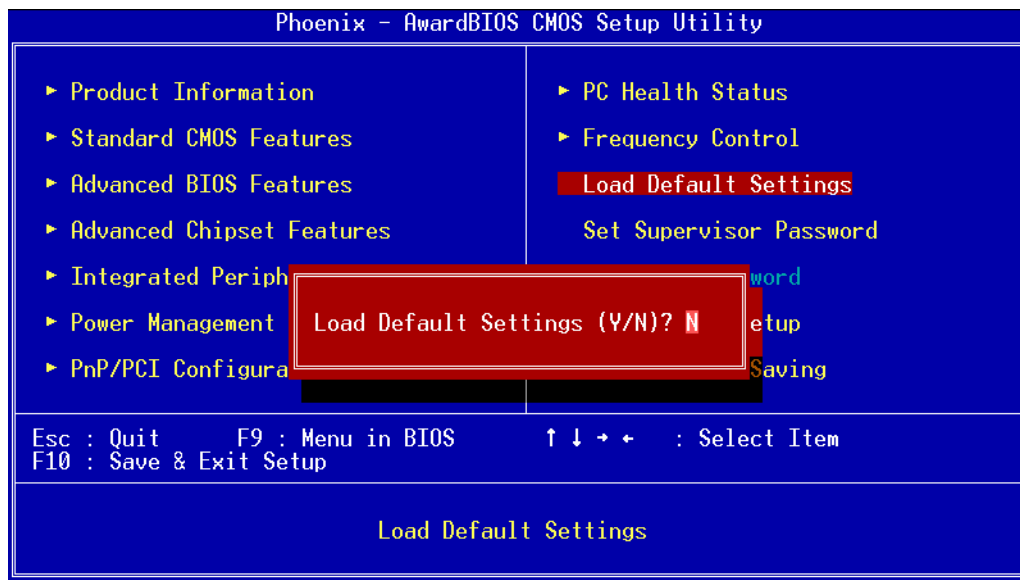 Phoenix - AwardBIOS CMOS Setup Utility
► Product Information
► Standard CMOS Features
► Advanced BIOS Features
► Advanced Chipset Features
► Integrated Periph
► Power Management
► PnP/PCI Configura
► PC Health Status
► Frequency Control
Load Default Settings
Set Supervisor Password
word
etup
Saving
Load Default Settings (Y/N)? N
Esc : Quit F9 : Menu in BIOS ↑ ↓ → ← : Select Item
F10 : Save & Exit Setup
Load Default Settings